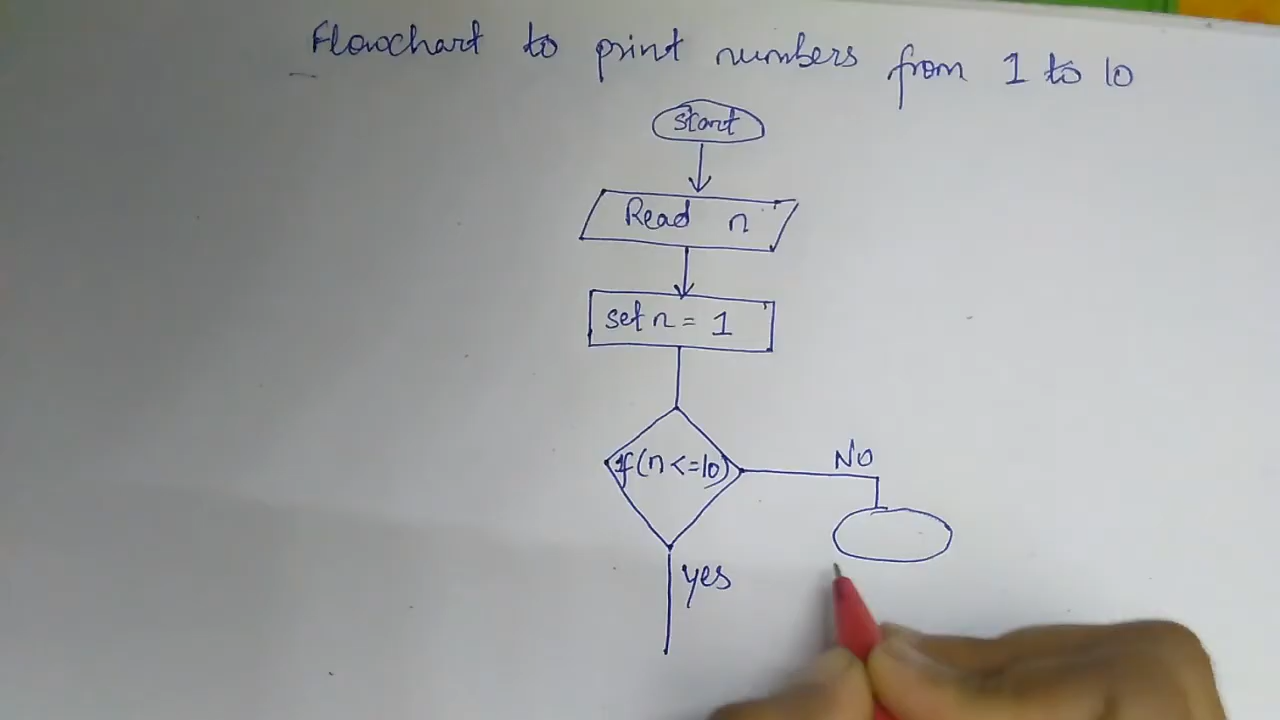 Flowchart to print numbers from 1 to 10
start
Read n
set n = 1
if(n <=10)
No
yes